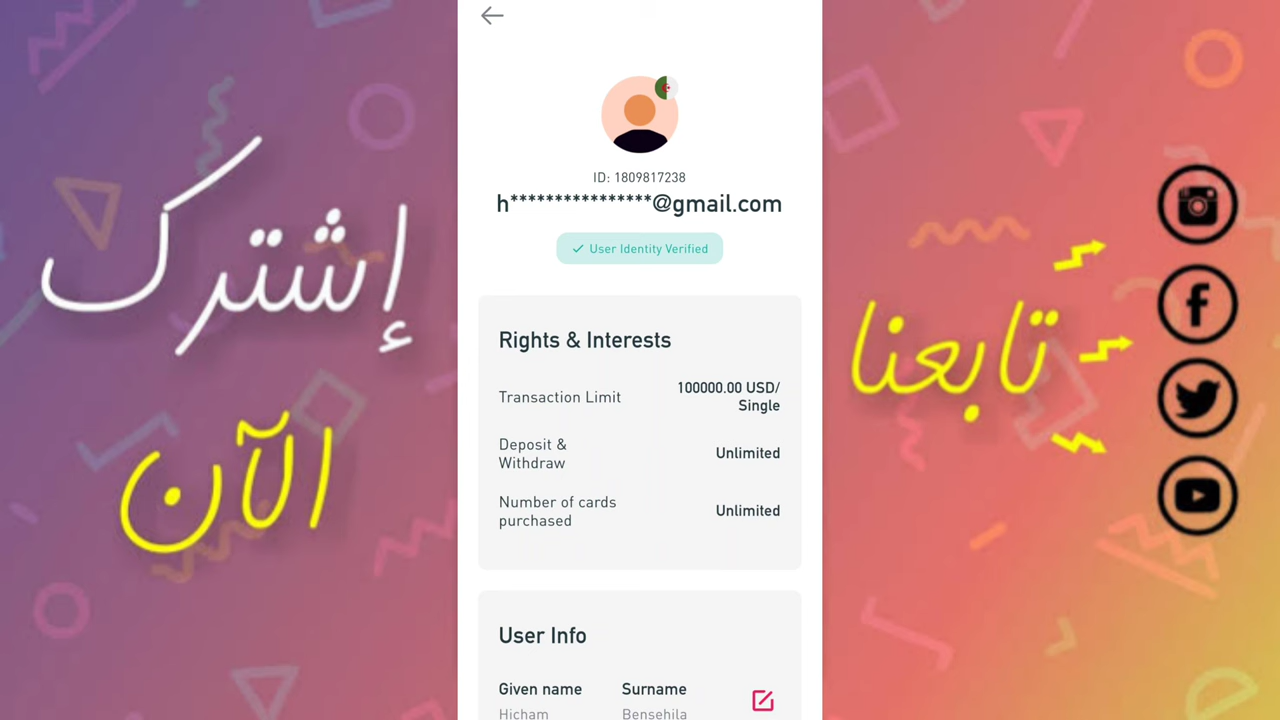 إشترك
الآن
ID: 1809817238
h****************@gmail.com
User Identity Verified
Rights & Interests
Transaction Limit
100000.00 USD/
Single
Deposit &
Withdraw
Unlimited
Number of cards
purchased
Unlimited
User Info
Given name
Surname
Hicham
Bensehila
تابعنا